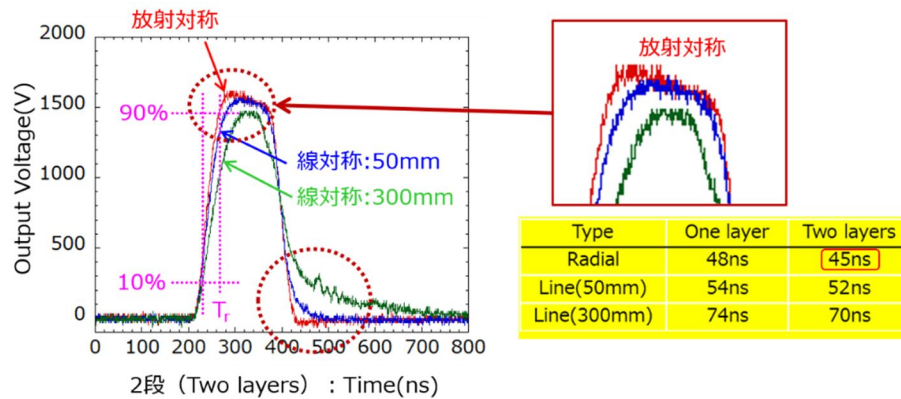 放射対称
2000
1500
1000
500
0
Output Voltage(V)
90%
10%
Tr
線対称:50mm
線対称:300mm
0 100 200 300 400 500 600 700 800
2段（Two layers）：Time(ns)
放射対称
Type One layer Two layers
Radial 48ns 45ns
Line(50mm) 54ns 52ns
Line(300mm) 74ns 70ns